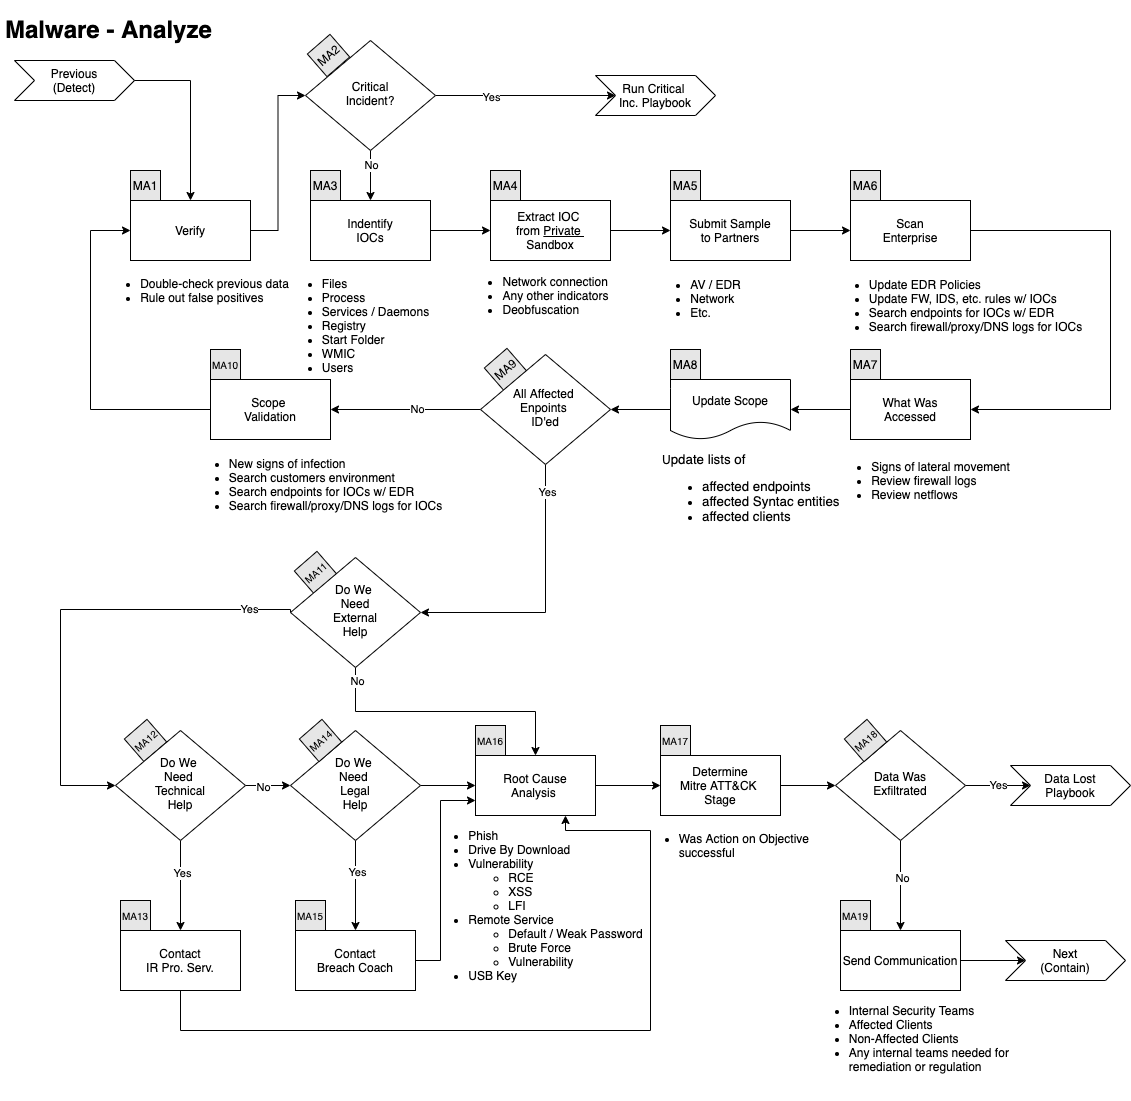 Malware - Analyze
Previous
(Detect)
MA2
Critical
Incident?
Yes
Run Critical
Inc. Playbook
No
MA1
Verify
• Double-check previous data
• Rule out false positives
MA3
Indentify
IOCs
• Files
• Process
• Services / Daemons
• Registry
• Start Folder
• WMIC
• Users
MA4
Extract IOC
from Private
Sandbox
• Network connection
• Any other indicators
• Deobfuscation
MA5
Submit Sample
to Partners
• AV / EDR
• Network
• Etc.
MA6
Scan
Enterprise
• Update EDR Policies
• Update FW, IDS, etc. rules w/ IOCs
• Search endpoints for IOCs w/ EDR
• Search firewall/proxy/DNS logs for IOCs
MA7
What Was
Accessed
• Signs of lateral movement
• Review firewall logs
• Review netflows
MA8
Update Scope
Update lists of
• affected endpoints
• affected Syntac entities
• affected clients
MA9
All Affected
Enpoints
ID'ed
No
Yes
MA10
Scope
Validation
• New signs of infection
• Search customers environment
• Search endpoints for IOCs w/ EDR
• Search firewall/proxy/DNS logs for IOCs
MA11
Do We
Need
External
Help
Yes
No
MA12
Do We
Need
Technical
Help
No
Yes
MA13
Contact
IR Pro. Serv.
MA14
Do We
Need
Legal
Help
Yes
MA15
Contact
Breach Coach
MA16
Root Cause
Analysis
• Phish
• Drive By Download
• Vulnerability
○ RCE
○ XSS
○ LFI
• Remote Service
○ Default / Weak Password
○ Brute Force
○ Vulnerability
• USB Key
MA17
Determine
Mitre ATT&CK
Stage
• Was Action on Objective
successful
MA18
Data Was
Exfiltrated
Yes
Data Lost
Playbook
No
MA19
Send Communication
• Internal Security Teams
• Affected Clients
• Non-Affected Clients
• Any internal teams needed for
remediation or regulation
Next
(Contain)